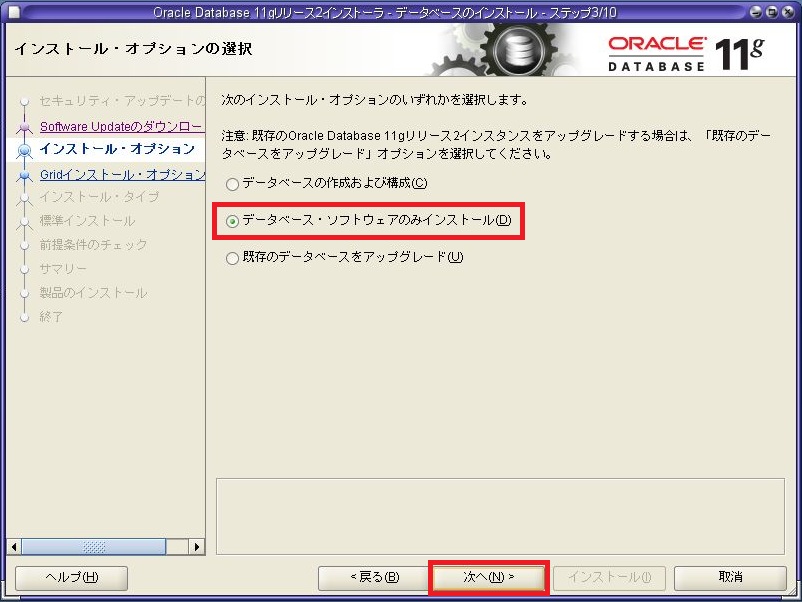 Oracle Database 11gリリース2インストーラ - データベースのインストール - ステップ3/10
インストール・オプションの選択
ORACLE 11g
DATABASE
セキュリティ・アップデートの
Software Updateのダウンロー
インストール・オプション
Gridインストール・オプション
インストール・タイプ
標準インストール
前提条件のチェック
サマリー
製品のインストール
終了
次のインストール・オプションのいずれかを選択します。
注意: 既存のOracle Database 11gリリース2インスタンスをアップグレードする場合は、「既存のデー
タベースをアップグレード」オプションを選択してください。
データベースの作成および構成(C)
データベース・ソフトウェアのみインストール(D)
既存のデータベースをアップグレード(U)
ヘルプ(H)
< 戻る(B)
次へ(N) >
インストール(I)
取消